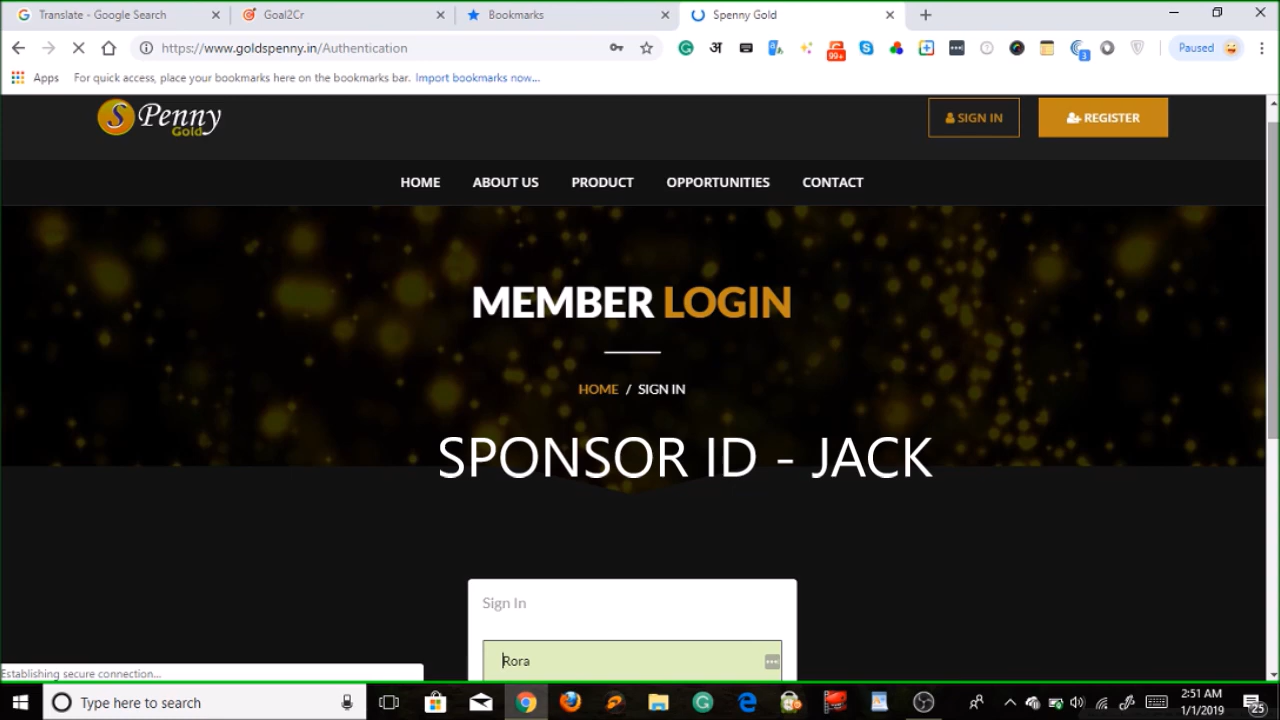 Translate - Google Search
Goal2Cr
Bookmarks
Spenny Gold
https://www.goldspenny.in/Authentication
अ
99+
3
Paused
Apps
For quick access, place your bookmarks here on the bookmarks bar. Import bookmarks now...
S Penny
Gold
SIGN IN
REGISTER
HOME
ABOUT US
PRODUCT
OPPORTUNITIES
CONTACT
MEMBER LOGIN
HOME / SIGN IN
SPONSOR ID - JACK
Sign In
Rora
Establishing secure connection...
Type here to search
2:51 AM
1/1/2019
25